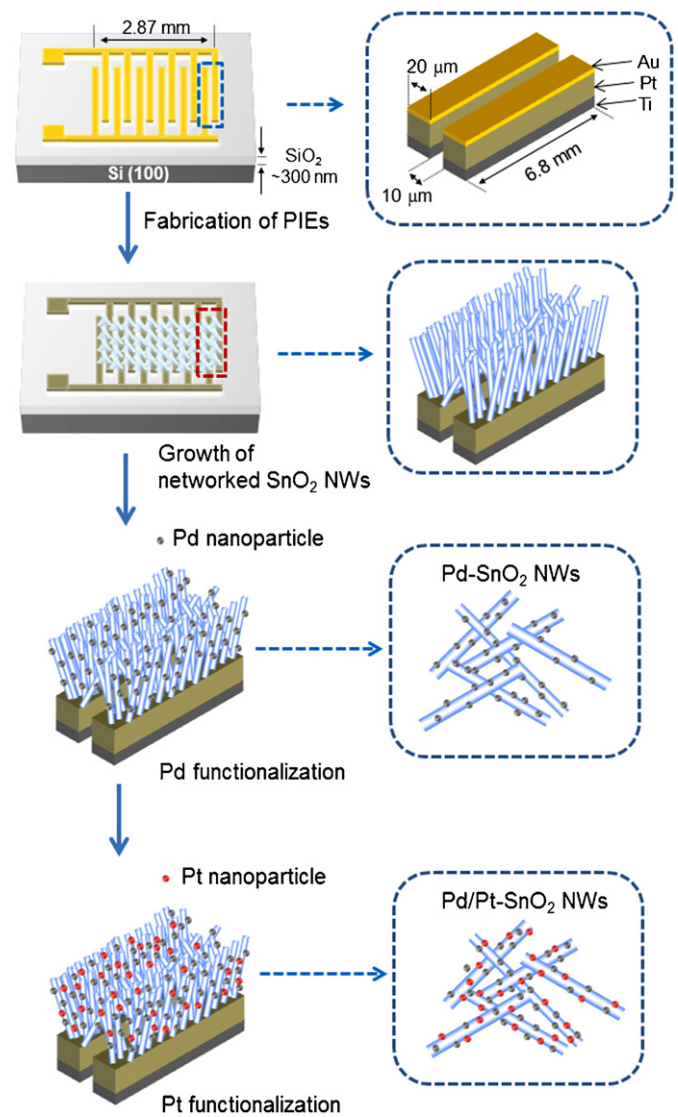 2.87 mm
20 μm
Au
Pt
Ti
SiO₂
~300 nm
Si (100)
6.8 mm
10 μm
Fabrication of PIEs
Growth of
networked SnO₂ NWs
Pd nanoparticle
Pd-SnO₂ NWs
Pd functionalization
Pt nanoparticle
Pd/Pt-SnO₂ NWs
Pt functionalization